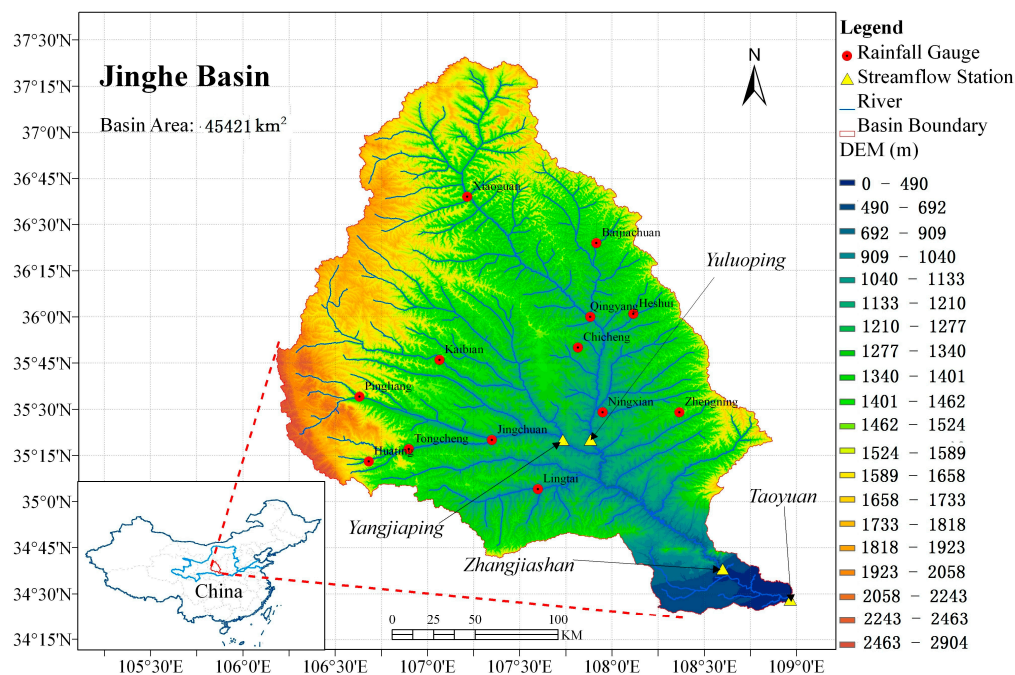 Jinghe Basin
Basin Area: 45421 km²
N
Legend
Rainfall Gauge
Streamflow Station
River
Basin Boundary
DEM (m)
0 – 490
490 – 692
692 – 909
909 – 1040
1040 – 1133
1133 – 1210
1210 – 1277
1277 – 1340
1340 – 1401
1401 – 1462
1462 – 1524
1524 – 1589
1589 – 1658
1658 – 1733
1733 – 1818
1818 – 1923
1923 – 2058
2058 – 2243
2243 – 2463
2463 – 2904
37°30'N
37°15'N
37°0'N
36°45'N
36°30'N
36°15'N
36°0'N
35°45'N
35°30'N
35°15'N
35°0'N
34°45'N
34°30'N
34°15'N
Xiaoguan
Baijiachuan
Yuluoping
Qingyang
Heshui
Chicheng
Kaibian
Pingliang
Ningxian
Zhengning
Jingchuan
Tongcheng
Huating
Lingtai
Yangjiaping
Taoyuan
Zhangjiashan
China
0 25 50 100
KM
105°30'E
106°0'E
106°30'E
107°0'E
107°30'E
108°0'E
108°30'E
109°0'E